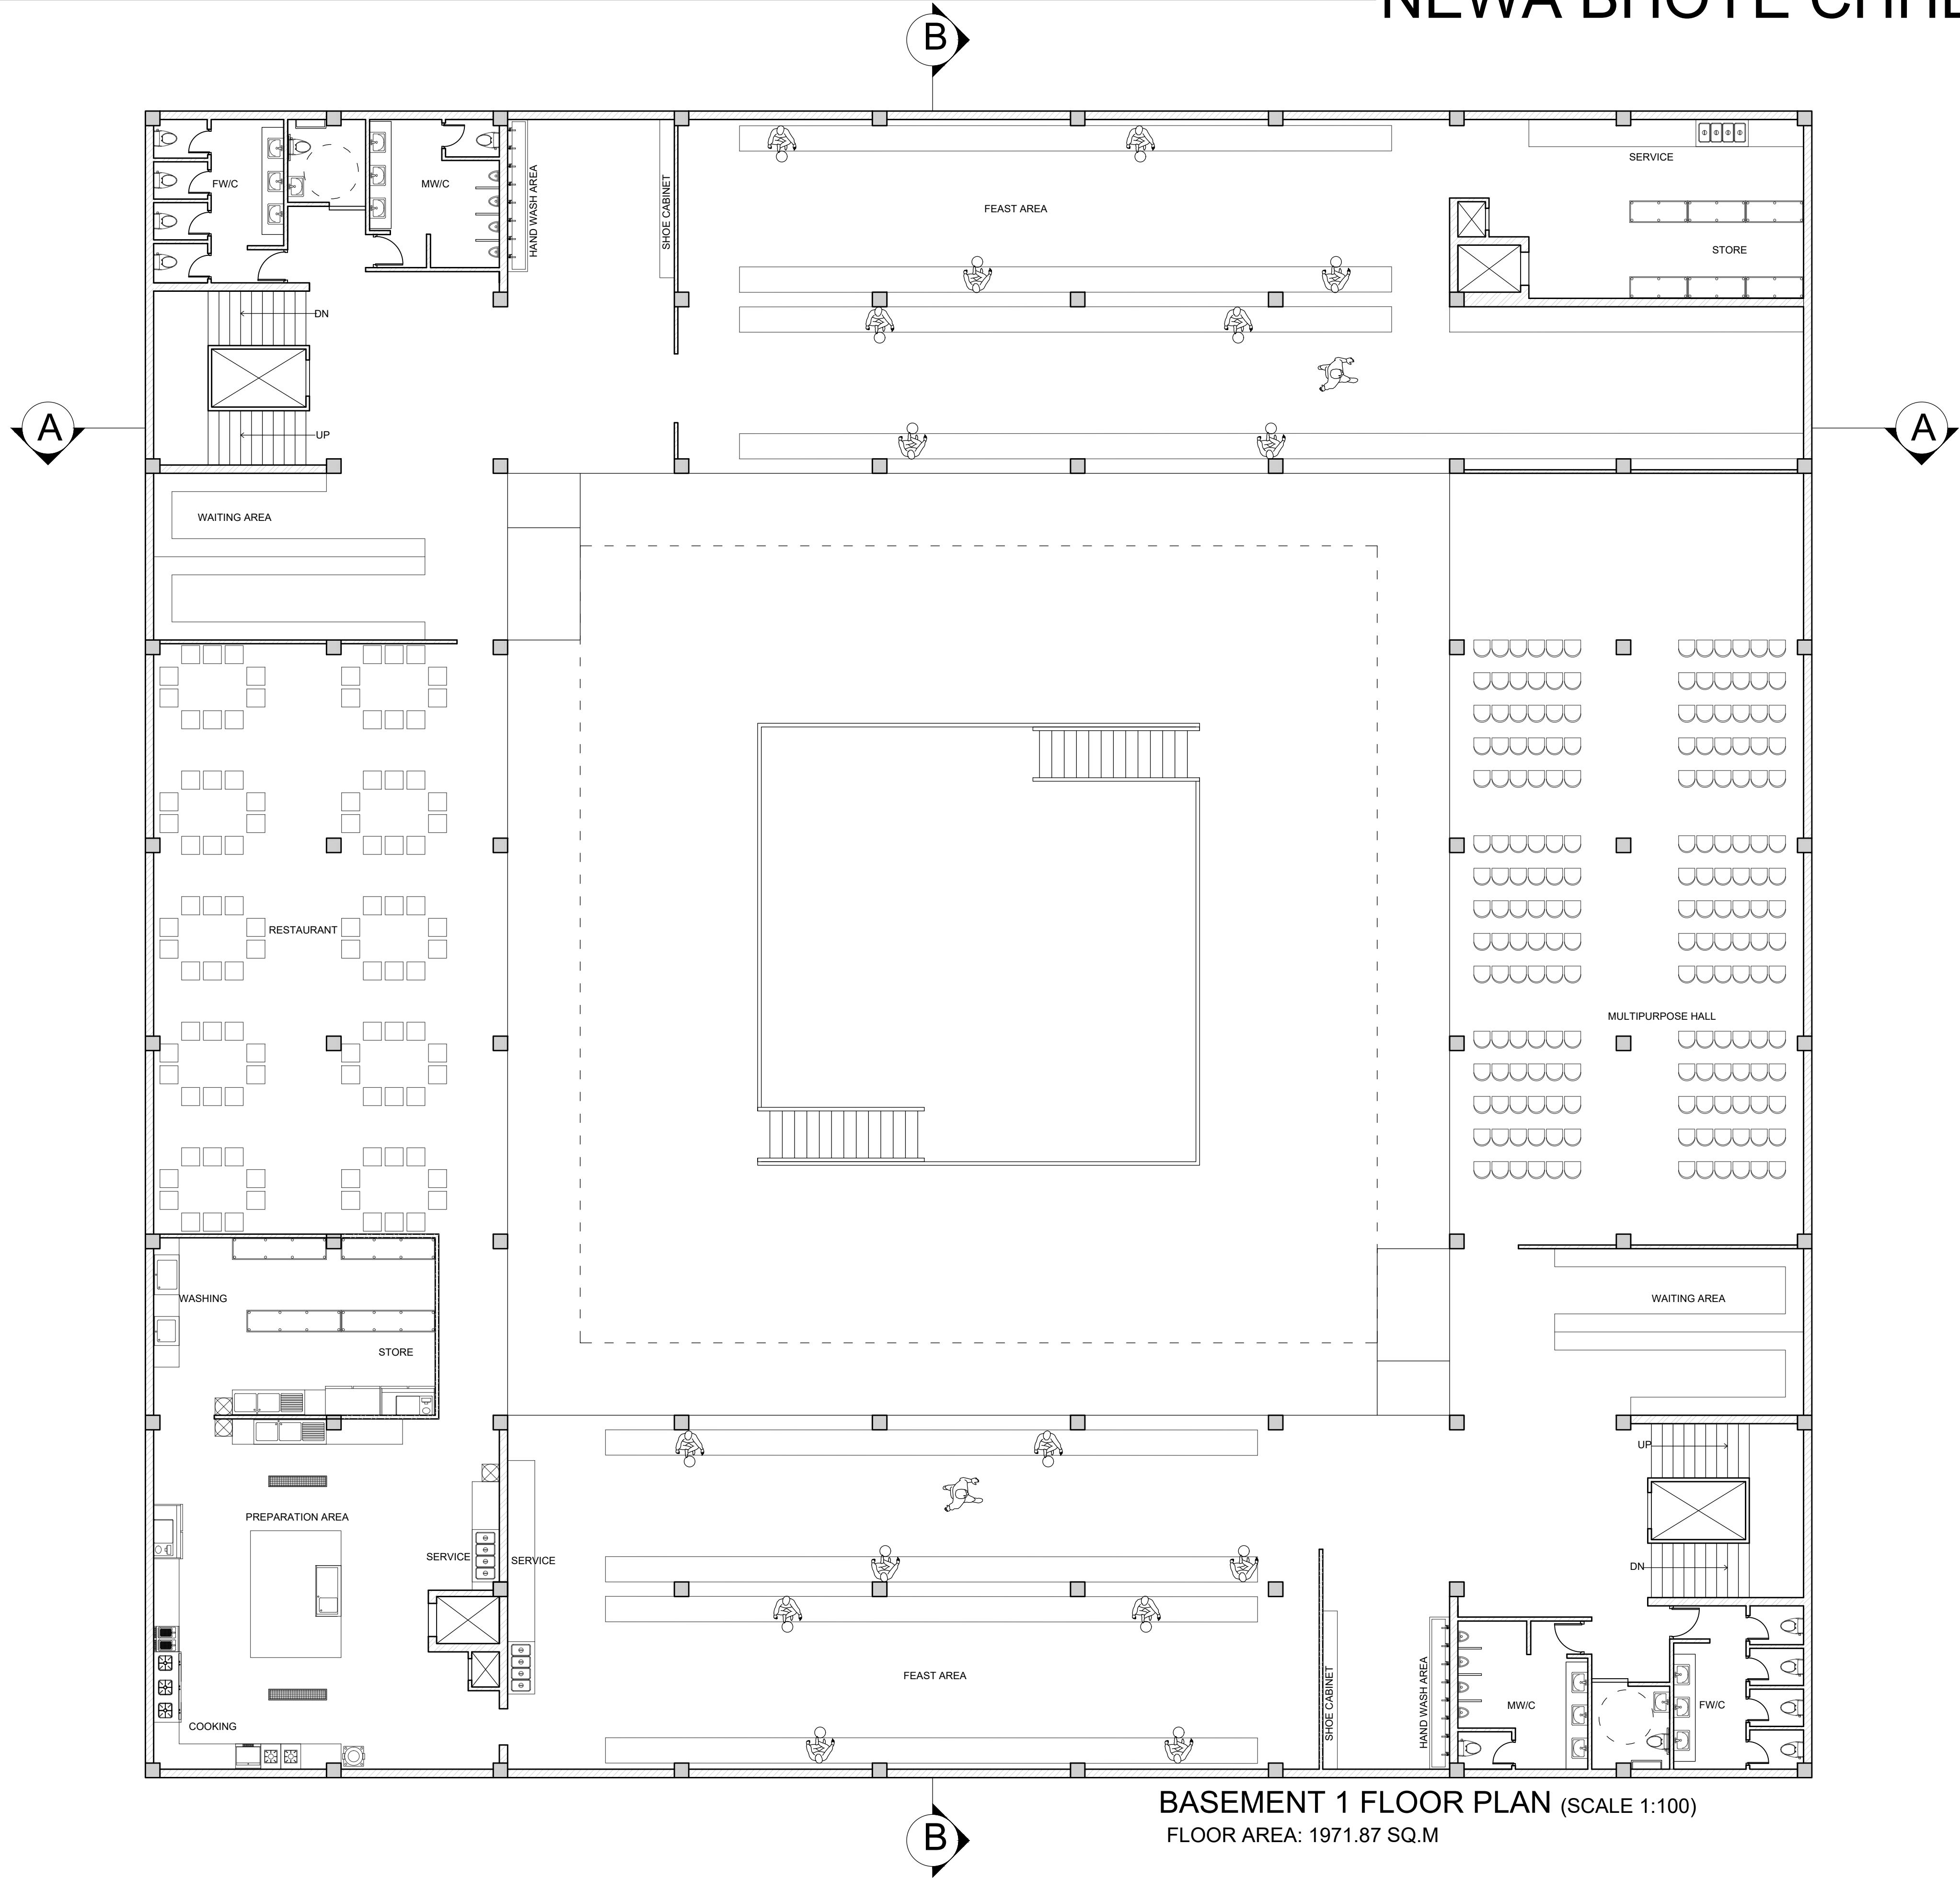 NEWA BHOTE
B
FW/C
MW/C
HAND WASH AREA
SHOE CABINET
FEAST AREA
SERVICE
STORE
DN
UP
A
A
WAITING AREA
RESTAURANT
MULTIPURPOSE HALL
WASHING
STORE
WAITING AREA
PREPARATION AREA
SERVICE
SERVICE
COOKING
FEAST AREA
SHOE CABINET
HAND WASH AREA
UP
DN
MW/C
FW/C
B
BASEMENT 1 FLOOR PLAN (SCALE 1:100)
FLOOR AREA: 1971.87 SQ.M